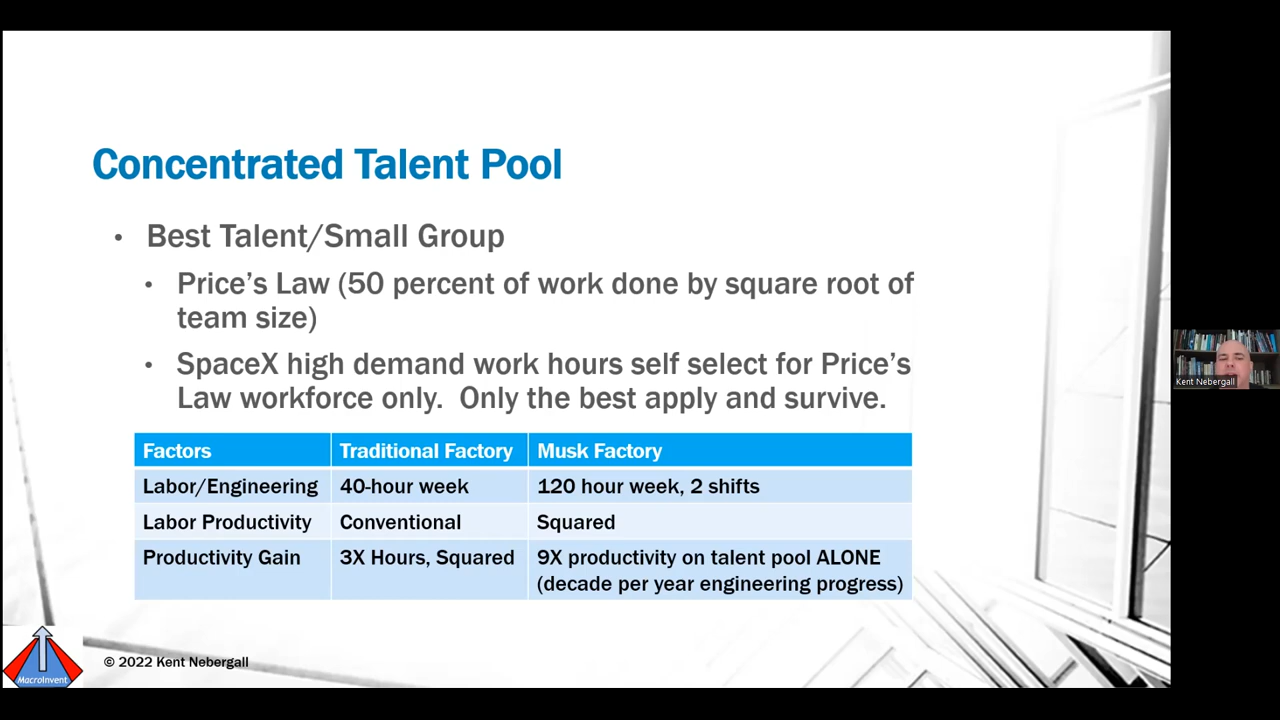 Concentrated Talent Pool
• Best Talent/Small Group
• Price’s Law (50 percent of work done by square root of
team size)
• SpaceX high demand work hours self select for Price’s
Law workforce only. Only the best apply and survive.
Factors Traditional Factory Musk Factory
Labor/Engineering 40-hour week 120 hour week, 2 shifts
Labor Productivity Conventional Squared
Productivity Gain 3X Hours, Squared 9X productivity on talent pool ALONE
(decade per year engineering progress)
Kent Nebergall
© 2022 Kent Nebergall
MacroInvent